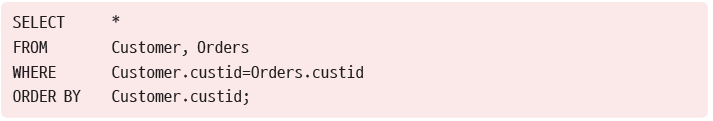 SELECT *
FROM Customer, Orders
WHERE Customer.custid=Orders.custid
ORDER BY Customer.custid;